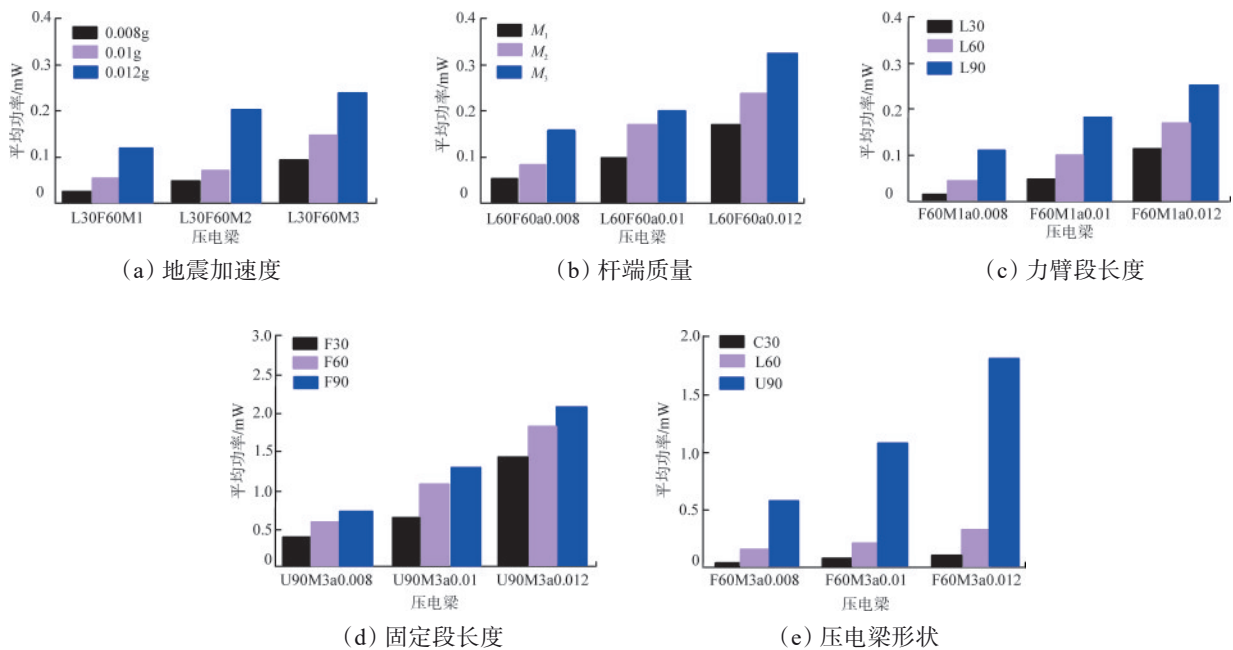 0.4
0.3
0.2
0.1
0
平均功率/mW
0.008g
0.01g
0.012g
L30F60M1 L30F60M2 L30F60M3
压电梁
（a）地震加速度
0.4
0.3
0.2
0.1
0
平均功率/mW
M₁
M₂
M₃
L60F60a0.008 L60F60a0.01 L60F60a0.012
压电梁
（b）杆端质量
0.4
0.3
0.2
0.1
0
平均功率/mW
L30
L60
L90
F60M1a0.008 F60M1a0.01 F60M1a0.012
压电梁
（c）力臂段长度
3.0
2.5
2.0
1.5
1.0
0.5
0
平均功率/mW
F30
F60
F90
U90M3a0.008 U90M3a0.01 U90M3a0.012
压电梁
（d）固定段长度
2.0
1.5
1.0
0.5
0
平均功率/mW
C30
L60
U90
F60M3a0.008 F60M3a0.01 F60M3a0.012
压电梁
（e）压电梁形状